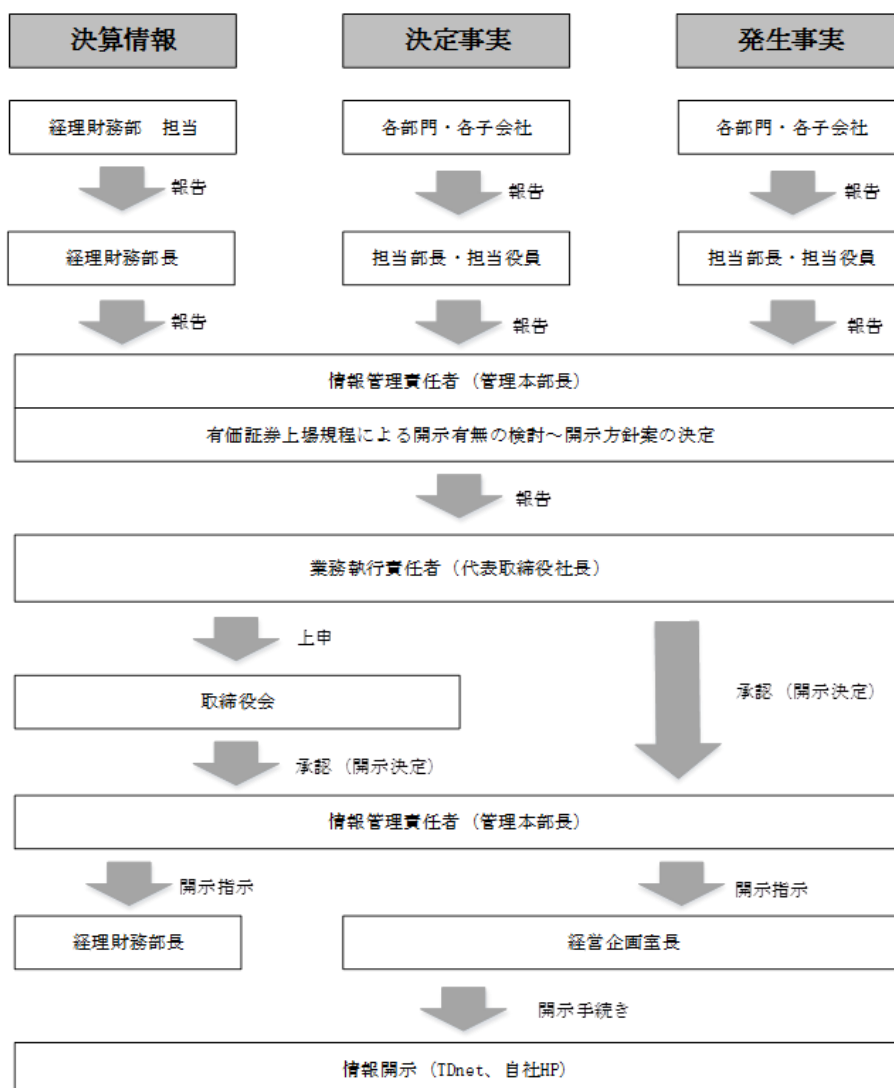 決算情報
決定事実
発生事実
経理財務部　担当
各部門・各子会社
各部門・各子会社
報告
報告
報告
経理財務部長
担当部長・担当役員
担当部長・担当役員
報告
報告
報告
情報管理責任者（管理本部長）
有価証券上場規程による開示有無の検討～開示方針案の決定
報告
業務執行責任者（代表取締役社長）
上申
取締役会
承認（開示決定）
承認（開示決定）
情報管理責任者（管理本部長）
開示指示
開示指示
経理財務部長
経営企画室長
開示手続き
情報開示（TDnet、自社HP）